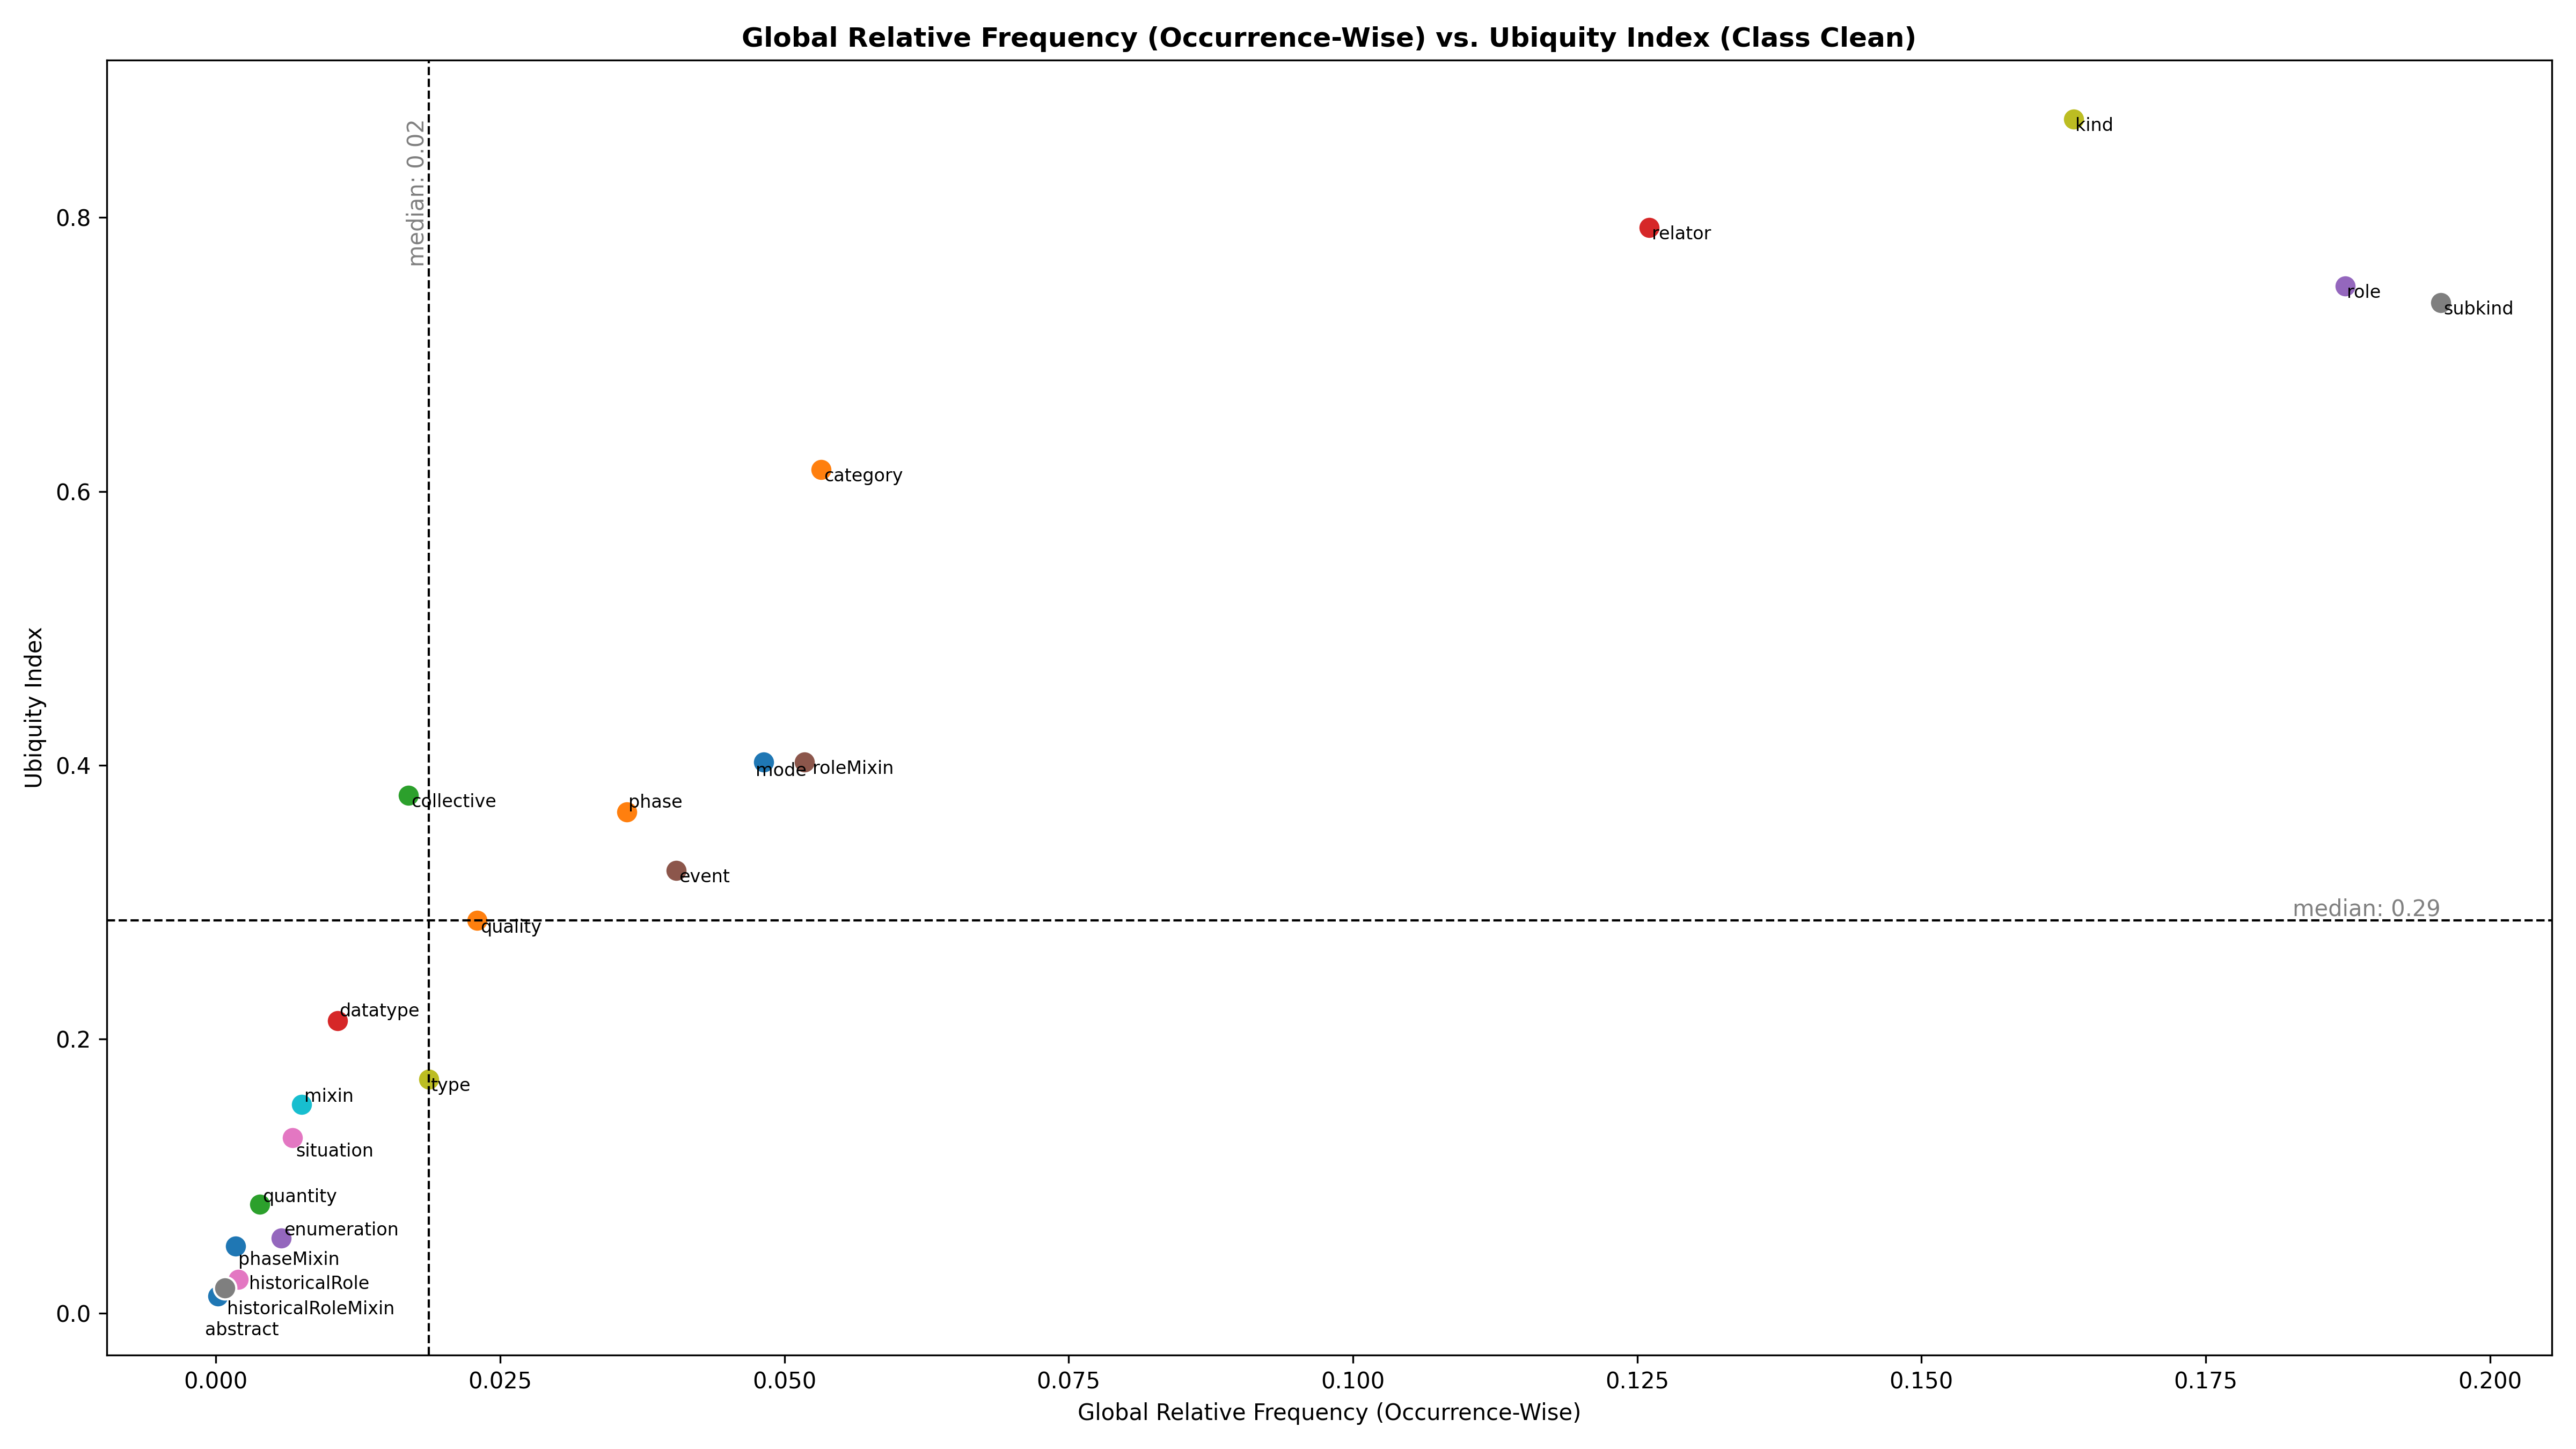 Global Relative Frequency (Occurrence-Wise) vs. Ubiquity Index (Class Clean)
Ubiquity Index
0.8
0.6
0.4
0.2
0.0
median: 0.02
kind
relator
role
subkind
category
mode
roleMixin
collective
phase
event
median: 0.29
quality
datatype
type
mixin
situation
quantity
enumeration
phaseMixin
historicalRole
historicalRoleMixin
abstract
0.000
0.025
0.050
0.075
0.100
0.125
0.150
0.175
0.200
Global Relative Frequency (Occurrence-Wise)